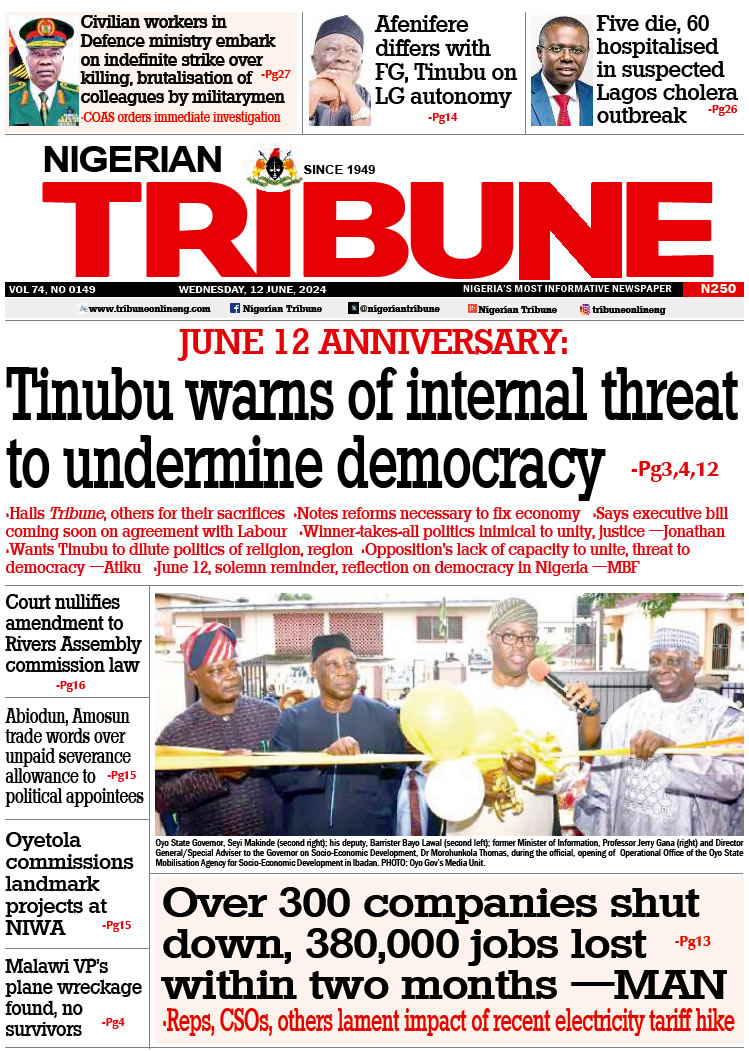 Civilian workers in
Defence ministry embark
on indefinite strike over
killing, brutalisation of -Pg27
colleagues by militarymen
-COAS orders immediate investigation
Afenifere
differs with
FG, Tinubu on
LG autonomy
-Pg14
Five die, 60
hospitalised
in suspected
Lagos cholera
outbreak -Pg26
NIGERIAN
SINCE 1949
TRIBUNE
VOL 74, NO 0149 WEDNESDAY, 12 JUNE, 2024 NIGERIA'S MOST INFORMATIVE NEWSPAPER N250
www.tribuneonlineng.com Nigerian Tribune @nigeriantribune Nigerian Tribune tribuneonlineng
JUNE 12 ANNIVERSARY:
Tinubu warns of internal threat
to undermine democracy -Pg3,4,12
•Hails Tribune, others for their sacrifices •Notes reforms necessary to fix economy •Says executive bill
coming soon on agreement with Labour •Winner-takes-all politics inimical to unity, justice —Jonathan
•Wants Tinubu to dilute politics of religion, region •Opposition's lack of capacity to unite, threat to
democracy —Atiku •June 12, solemn reminder, reflection on democracy in Nigeria —MBF
Court nullifies
amendment to
Rivers Assembly
commission law
-Pg16
Abiodun, Amosun
trade words over
unpaid severance
allowance to -Pg15
political appointees
Oyetola
commissions
landmark
projects at
NIWA -Pg15
Malawi VP's
plane wreckage
found, no
survivors -Pg4
Oyo State Governor, Seyi Makinde (second right); his deputy, Barrister Bayo Lawal (second left); former Minister of Information, Professor Jerry Gana (right) and Director
General/Special Adviser to the Governor on Socio-Economic Development, Dr Morohunkola Thomas, during the official, opening of Operational Office of the Oyo State
Mobilisation Agency for Socio-Economic Development in Ibadan. PHOTO: Oyo Gov's Media Unit.
Over 300 companies shut
down, 380,000 jobs lost -Pg13
within two months —MAN
•Reps, CSOs, others lament impact of recent electricity tariff hike